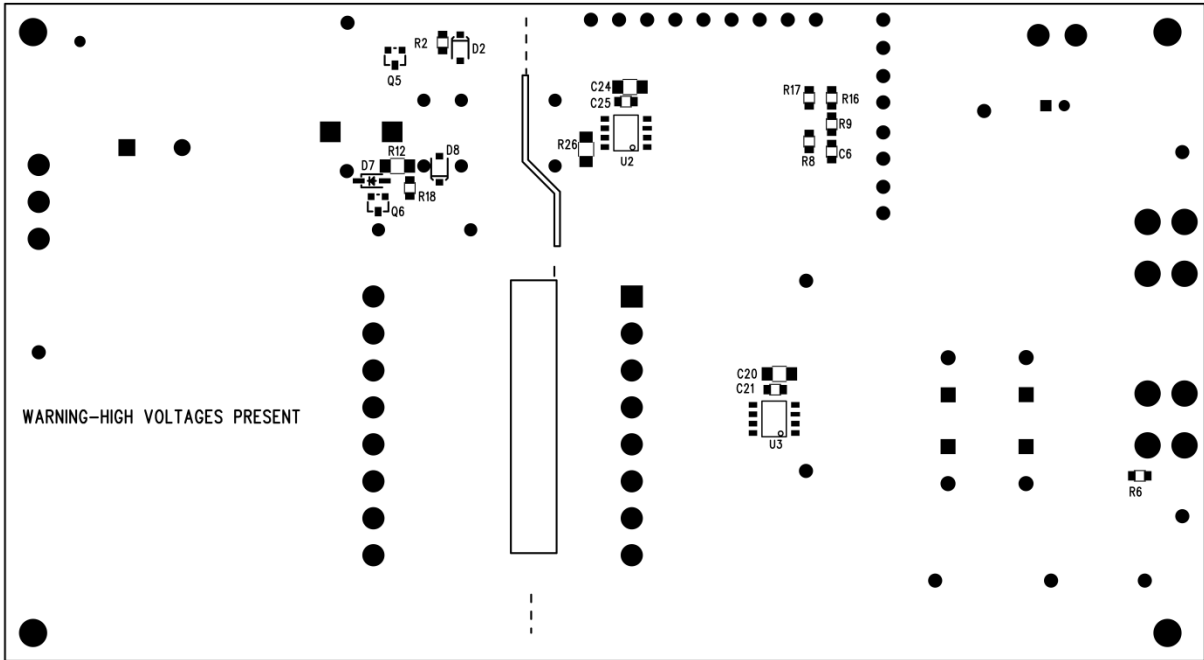 R2
D2
Q5
C24
C25
R17
R16
R9
R26
U2
R8
C6
D7
R12
D8
R18
Q6
C20
C21
WARNING-HIGH VOLTAGES PRESENT
U3
R6